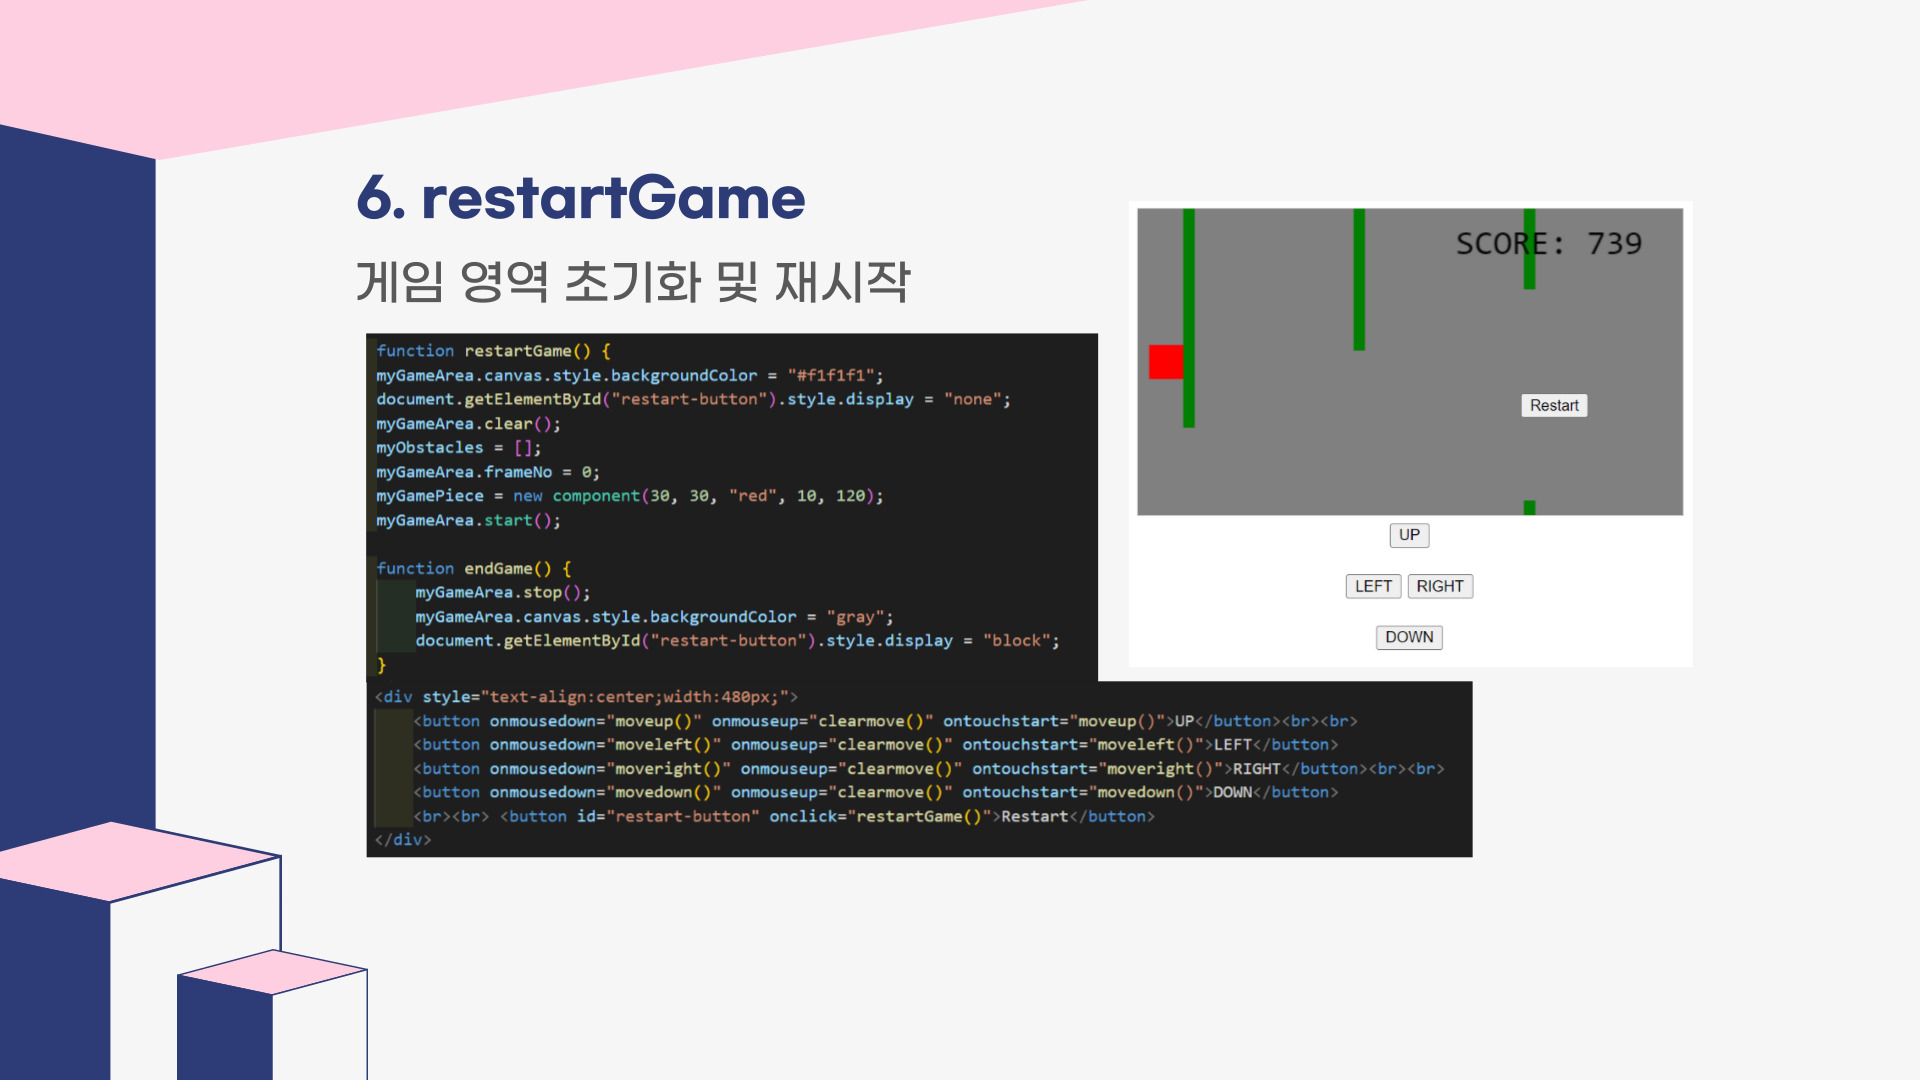 6. restartGame
게임 영역 초기화 및 재시작
function restartGame() {
myGameArea.canvas.style.backgroundColor = "#f1f1f1";
document.getElementById("restart-button").style.display = "none";
myGameArea.clear();
myObstacles = [];
myGameArea.frameNo = 0;
myGamePiece = new component(30, 30, "red", 10, 120);
myGameArea.start();
function endGame() {
myGameArea.stop();
myGameArea.canvas.style.backgroundColor = "gray";
document.getElementById("restart-button").style.display = "block";
}
<div style="text-align:center;width:480px;">
<button onmousedown="moveup()" onmouseup="clearmove()" ontouchstart="moveup()">UP</button><br><br>
<button onmousedown="moveleft()" onmouseup="clearmove()" ontouchstart="moveleft()">LEFT</button>
<button onmousedown="moveright()" onmouseup="clearmove()" ontouchstart="moveright()">RIGHT</button><br><br>
<button onmousedown="movedown()" onmouseup="clearmove()" ontouchstart="movedown()">DOWN</button>
<br><br> <button id="restart-button" onclick="restartGame()">Restart</button>
</div>
SCORE: 739
Restart
UP
LEFT RIGHT
DOWN